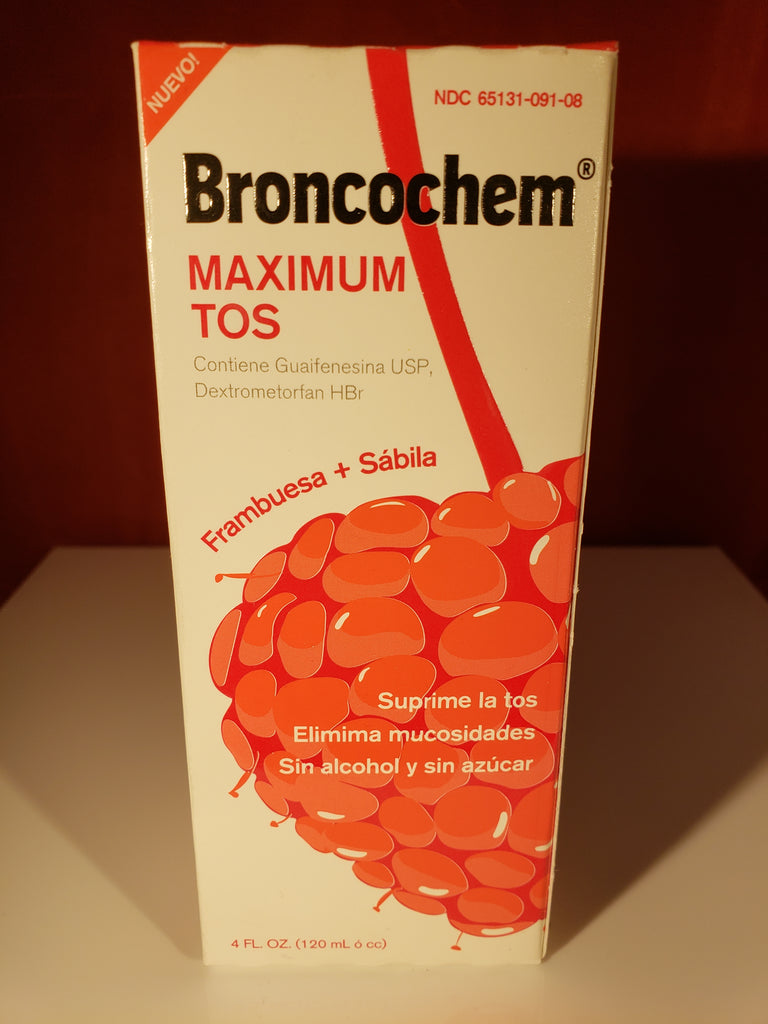 NUEVO!
NDC 65131-091-08
Broncochem®
MAXIMUM
TOS
Contiene Guaifenesina USP,
Dextrometorfan HBr
Frambuesa + Sábila
Suprime la tos
Elimima mucosidades
Sin alcohol y sin azúcar
4 FL. OZ. (120 mL ó cc)